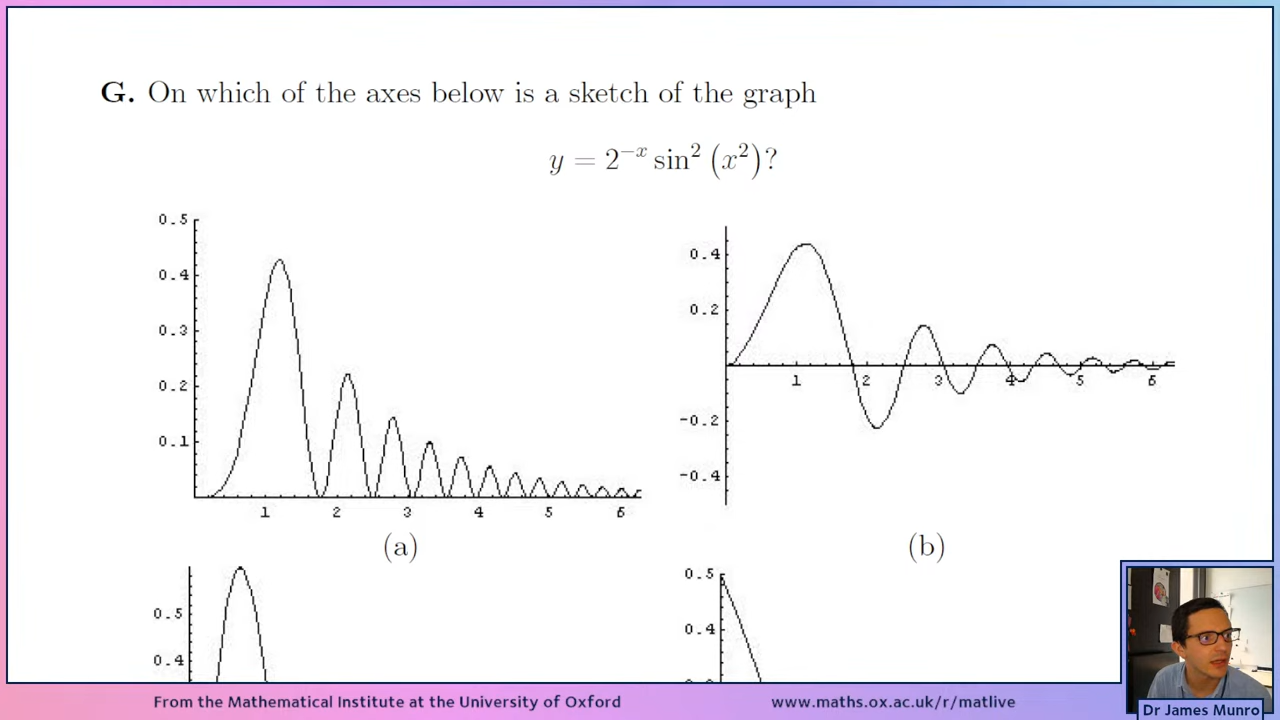 G. On which of the axes below is a sketch of the graph
y = 2^{-x} sin^2 (x^2)?
0.5
0.4
0.3
0.2
0.1
1 2 3 4 5 6
(a)
0.4
0.2
-0.2
-0.4
1 2 3 4 5 6
(b)
0.5
0.4
0.5
0.4
From the Mathematical Institute at the University of Oxford
www.maths.ox.ac.uk/r/matlive
Dr James Munro